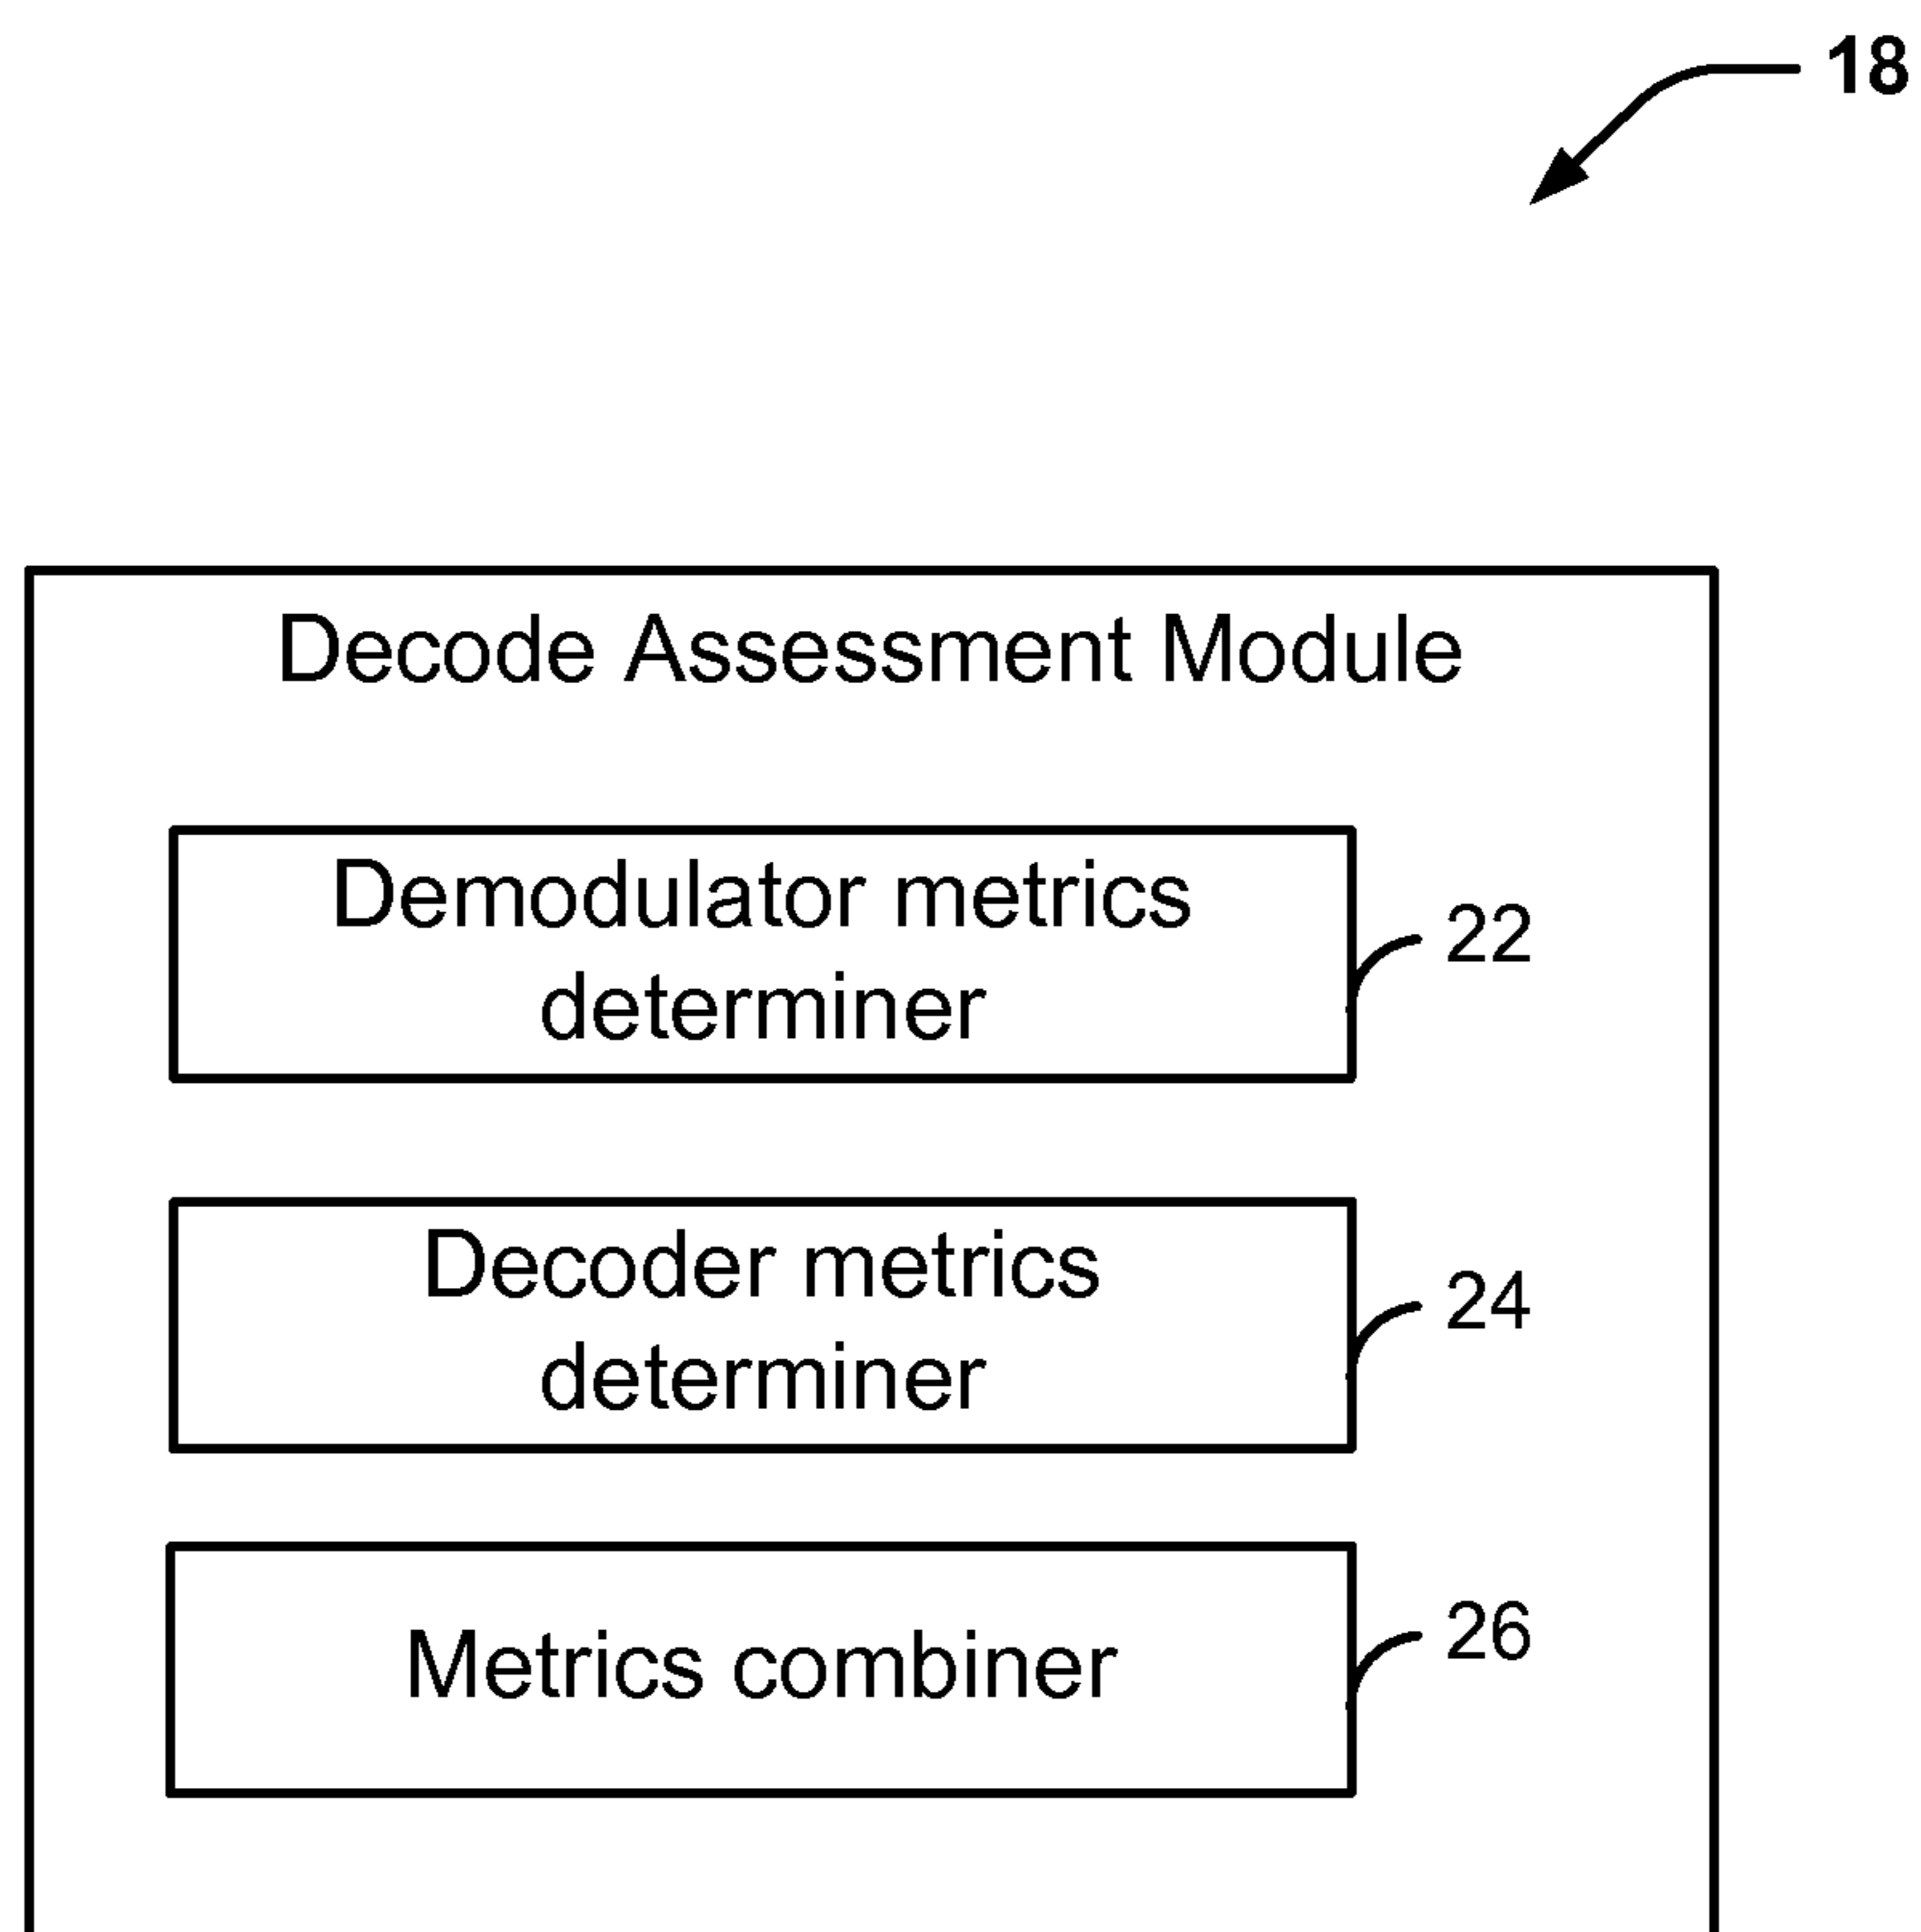 18
Decode Assessment Module
Demodulator metrics
determiner
22
Decoder metrics
determiner
24
Metrics combiner
26